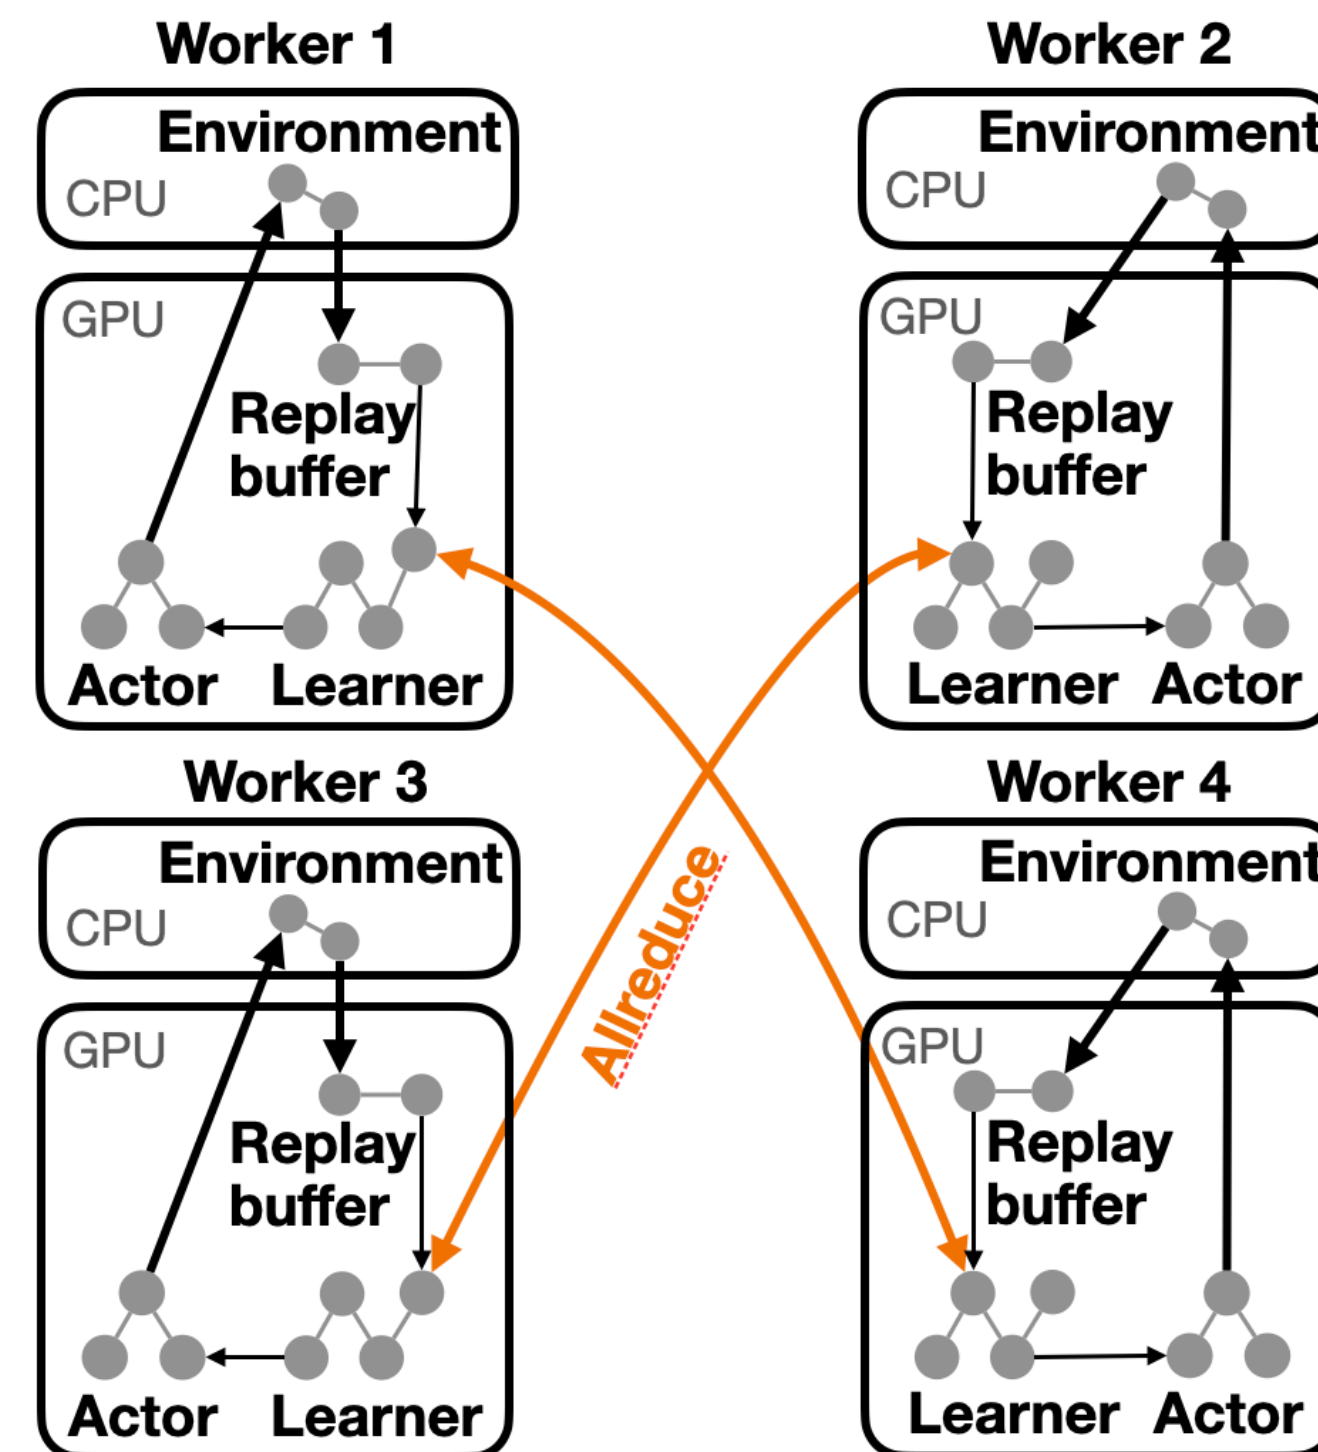 Worker 1
Environment
CPU
GPU
Replay
buffer
Actor
Learner
Worker 2
Environment
CPU
GPU
Replay
buffer
Learner
Actor
Allreduce
Worker 3
Environment
CPU
GPU
Replay
buffer
Actor
Learner
Worker 4
Environment
CPU
GPU
Replay
buffer
Learner
Actor